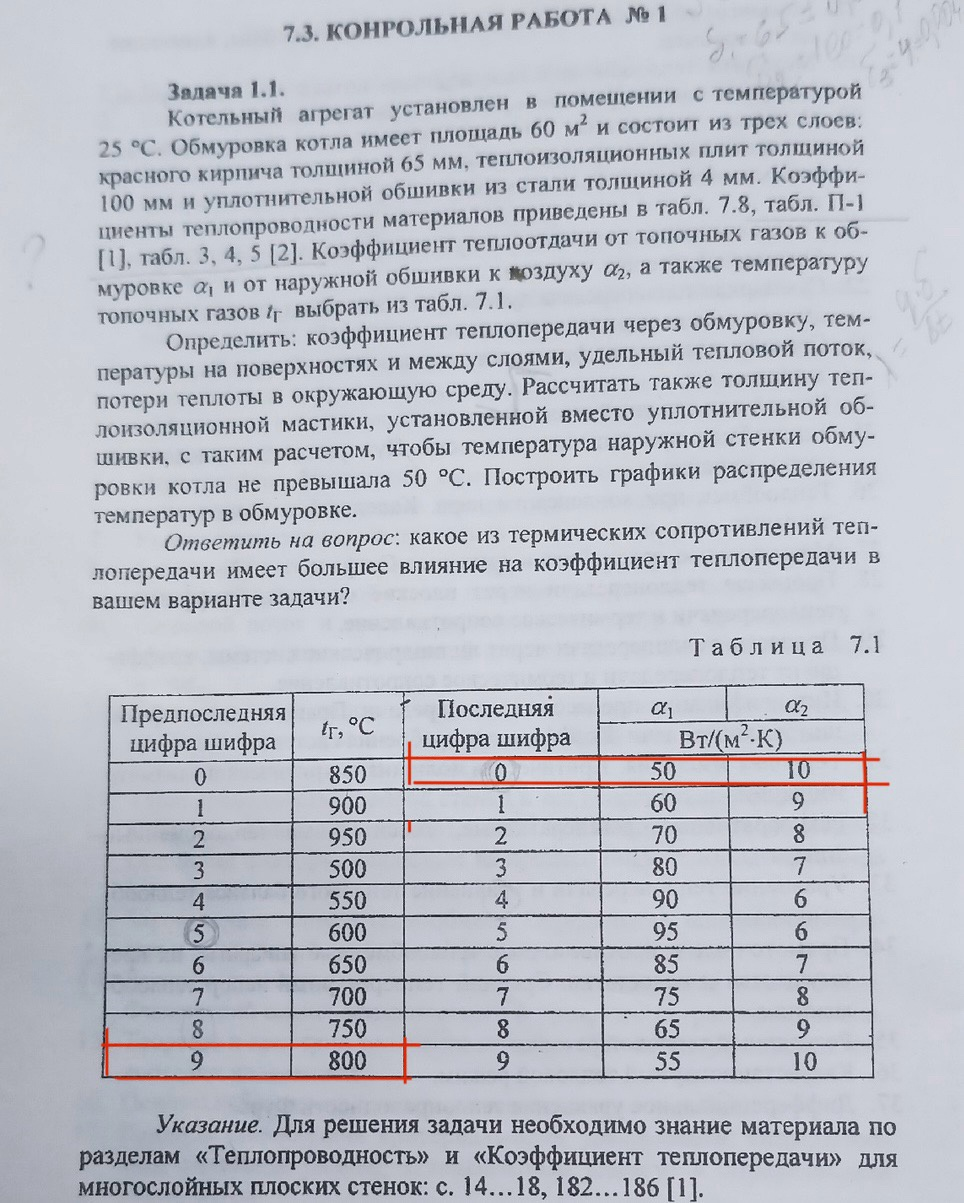 7.3. КОНРОЛЬНАЯ РАБОТА № 1
Задача 1.1.
Котельный агрегат установлен в помещении с температурой
25 °С. Обмуровка котла имеет площадь 60 м² и состоит из трех слоев:
красного кирпича толщиной 65 мм, теплоизоляционных плит толщиной
100 мм и уплотнительной обшивки из стали толщиной 4 мм. Коэффи-
циенты теплопроводности материалов приведены в табл. 7.8, табл. П-1
[1], табл. 3, 4, 5 [2]. Коэффициент теплоотдачи от топочных газов к об-
муровке α₁ и от наружной обшивки к воздуху α₂, а также температуру
топочных газов tг выбрать из табл. 7.1.
Определить: коэффициент теплопередачи через обмуровку, тем-
пературы на поверхностях и между слоями, удельный тепловой поток,
потери теплоты в окружающую среду. Рассчитать также толщину теп-
лоизоляционной мастики, установленной вместо уплотнительной об-
шивки, с таким расчетом, чтобы температура наружной стенки обму-
ровки котла не превышала 50 °С. Построить графики распределения
температур в обмуровке.
Ответить на вопрос: какое из термических сопротивлений теп-
лопередачи имеет большее влияние на коэффициент теплопередачи в
вашем варианте задачи?
Таблица 7.1
Предпоследняя цифра шифра tг, °С Последняя цифра шифра α₁ α₂
Вт/(м²·К)
0 850 0 50 10
1 900 1 60 9
2 950 2 70 8
3 500 3 80 7
4 550 4 90 6
5 600 5 95 6
6 650 6 85 7
7 700 7 75 8
8 750 8 65 9
9 800 9 55 10
Указание. Для решения задачи необходимо знание материала по
разделам «Теплопроводность» и «Коэффициент теплопередачи» для
многослойных плоских стенок: с. 14...18, 182...186 [1].